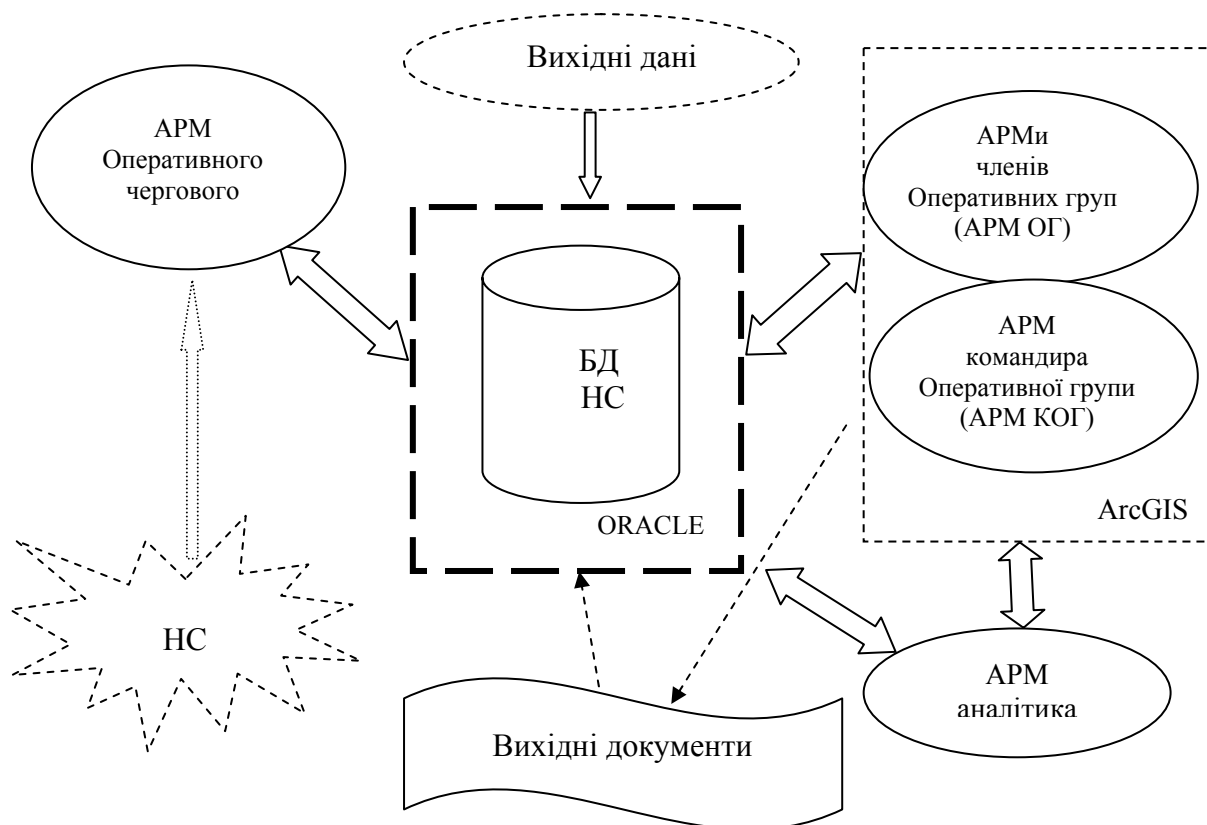 Вихідні дані
АРМ
Оперативного
чергового
АРМи
членів
Оперативних груп
(АРМ ОГ)
БД
НС
ORACLE
АРМ
командира
Оперативної групи
(АРМ КОГ)
ArcGIS
НС
АРМ
аналітика
Вихідні документи